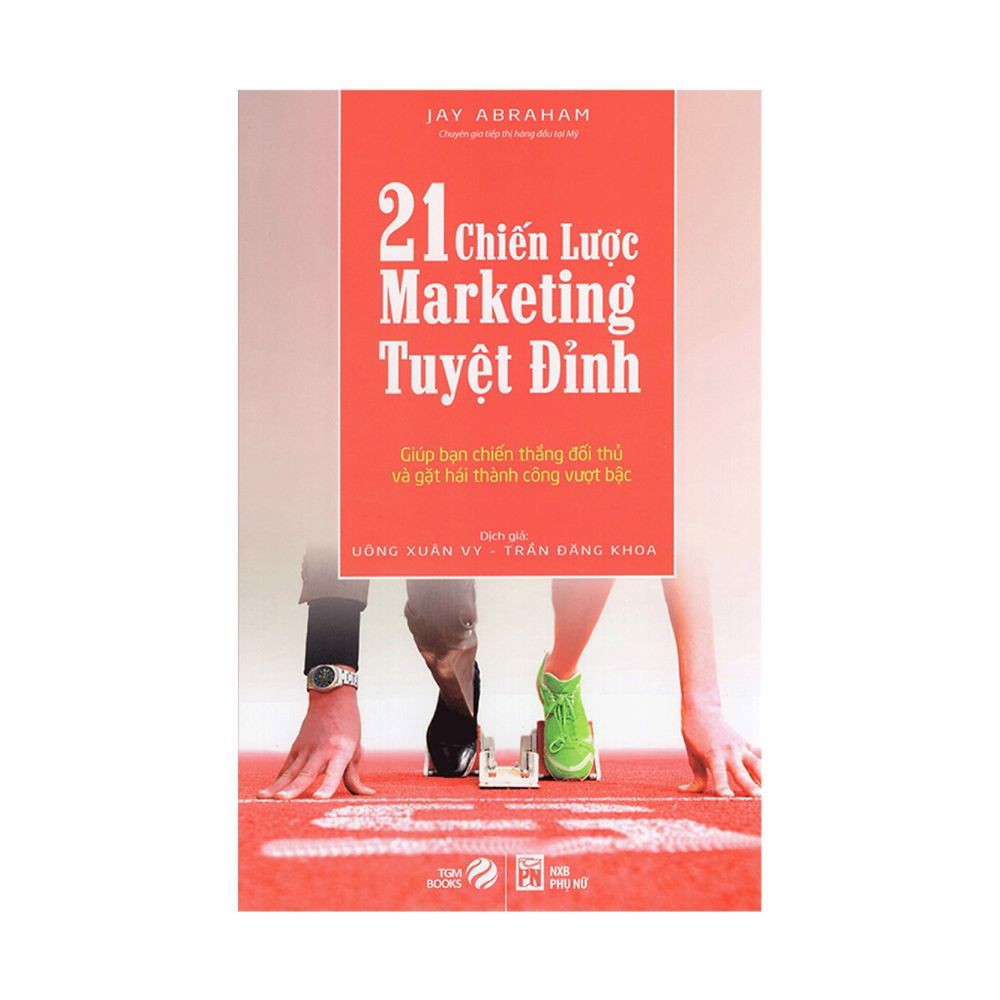 JAY ABRAHAM
Chuyên gia tiếp thị hàng đầu tại Mỹ
21 Chiến Lược
Marketing
Tuyệt Đỉnh
Giúp bạn chiến thắng đối thủ
và gặt hái thành công vượt bậc
Dịch giả:
UÔNG XUÂN VY - TRẦN ĐĂNG KHOA
TGM
BOOKS
PN
NXB
PHỤ NỮ